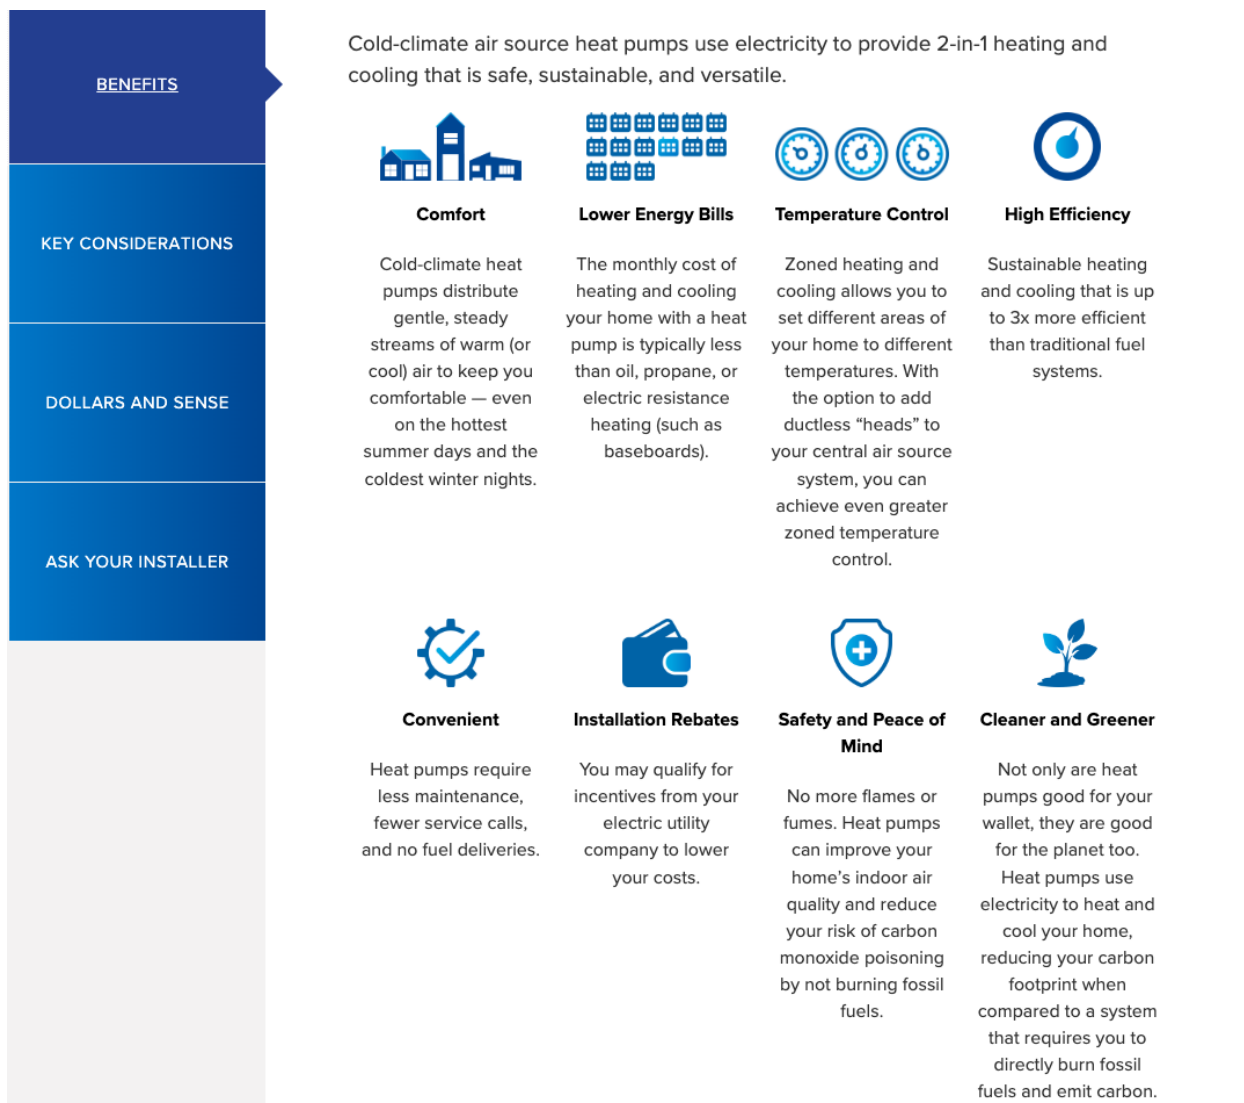 BENEFITS
KEY CONSIDERATIONS
DOLLARS AND SENSE
ASK YOUR INSTALLER
Cold-climate air source heat pumps use electricity to provide 2-in-1 heating and
cooling that is safe, sustainable, and versatile.
Comfort
Cold-climate heat
pumps distribute
gentle, steady
streams of warm (or
cool) air to keep you
comfortable — even
on the hottest
summer days and the
coldest winter nights.
Lower Energy Bills
The monthly cost of
heating and cooling
your home with a heat
pump is typically less
than oil, propane, or
electric resistance
heating (such as
baseboards).
Temperature Control
Zoned heating and
cooling allows you to
set different areas of
your home to different
temperatures. With
the option to add
ductless “heads” to
your central air source
system, you can
achieve even greater
zoned temperature
control.
High Efficiency
Sustainable heating
and cooling that is up
to 3x more efficient
than traditional fuel
systems.
Convenient
Heat pumps require
less maintenance,
fewer service calls,
and no fuel deliveries.
Installation Rebates
You may qualify for
incentives from your
electric utility
company to lower
your costs.
Safety and Peace of
Mind
No more flames or
fumes. Heat pumps
can improve your
home’s indoor air
quality and reduce
your risk of carbon
monoxide poisoning
by not burning fossil
fuels.
Cleaner and Greener
Not only are heat
pumps good for your
wallet, they are good
for the planet too.
Heat pumps use
electricity to heat and
cool your home,
reducing your carbon
footprint when
compared to a system
that requires you to
directly burn fossil
fuels and emit carbon.